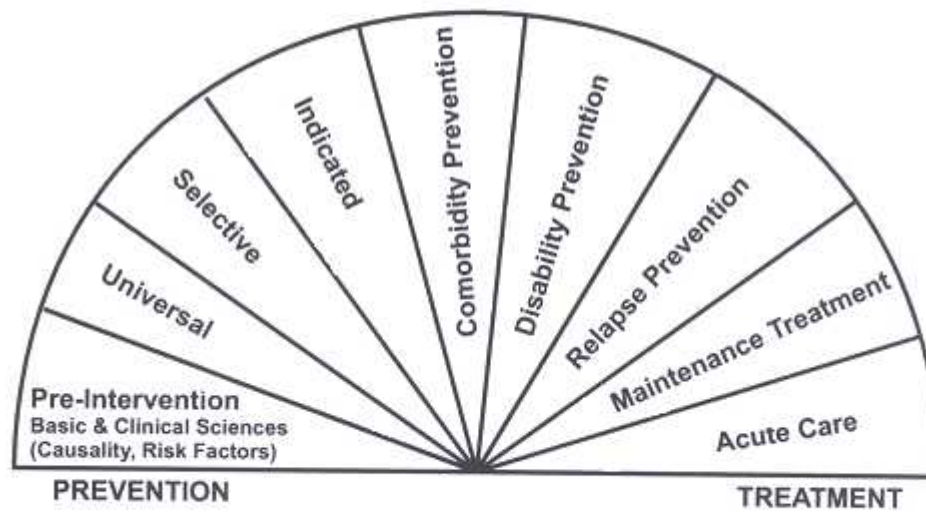 Pre-Intervention
Basic & Clinical Sciences
(Causality, Risk Factors)
Universal
Selective
Indicated
Comorbidity Prevention
Disability Prevention
Relapse Prevention
Maintenance Treatment
Acute Care
PREVENTION
TREATMENT